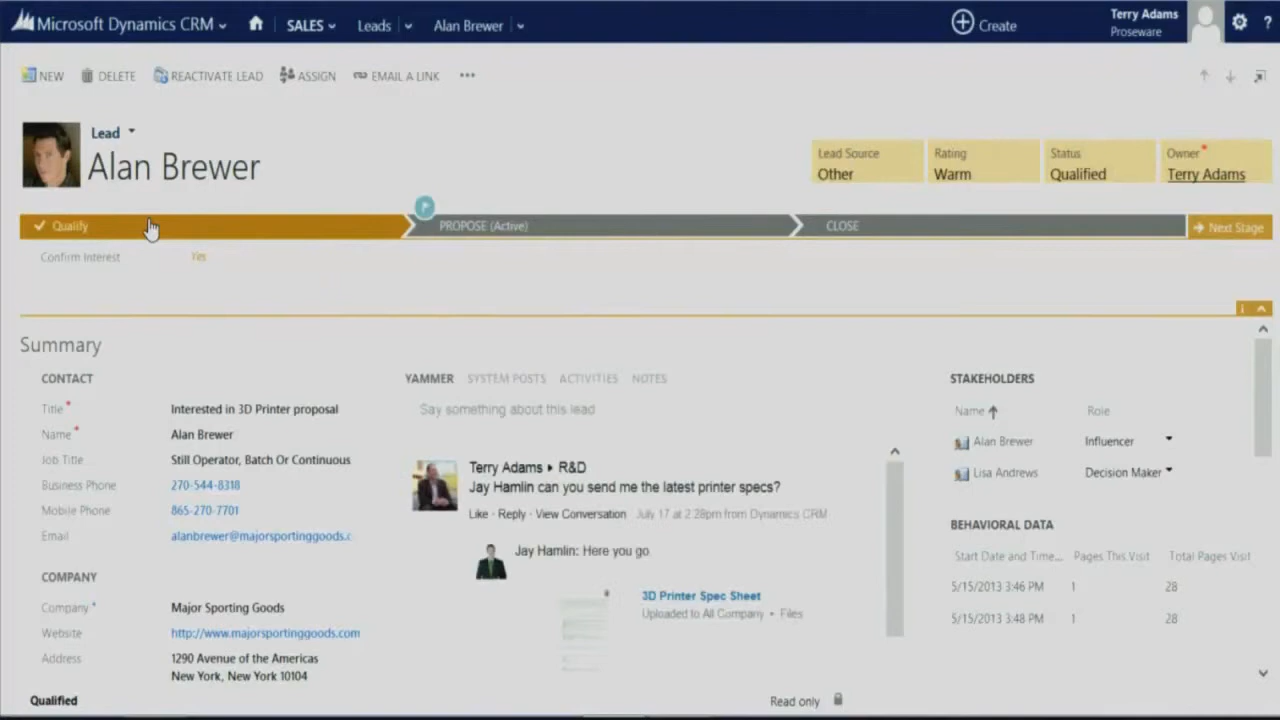 Microsoft Dynamics CRM SALES Leads Alan Brewer Create Terry Adams
Proseware
?
NEW DELETE REACTIVATE LEAD ASSIGN EMAIL A LINK •••
Lead
Alan Brewer
Lead Source Rating Status Owner*
Other Warm Qualified Terry Adams
Qualify PROPOSE (Active) CLOSE Next Stage
Confirm Interest Yes
Summary
CONTACT
Title* Interested in 3D Printer proposal
Name* Alan Brewer
Job Title Still Operator, Batch Or Continuous
Business Phone 270-544-8318
Mobile Phone 865-270-7701
Email alanbrewer@majorsportinggoods.c
COMPANY
Company* Major Sporting Goods
Website http://www.majorsportinggoods.com
Address 1290 Avenue of the Americas
New York, New York 10104
YAMMER SYSTEM POSTS ACTIVITIES NOTES
Say something about this lead
Terry Adams ▸ R&D
Jay Hamlin can you send me the latest printer specs?
Like · Reply · View Conversation July 17 at 2:28pm from Dynamics CRM
Jay Hamlin: Here you go
3D Printer Spec Sheet
Uploaded to All Company • Files
STAKEHOLDERS
Name Role
Alan Brewer Influencer
Lisa Andrews Decision Maker
BEHAVIORAL DATA
Start Date and Time... Pages This Visit Total Pages Visit
5/15/2013 3:46 PM 1 28
5/15/2013 3:48 PM 1 28
Qualified Read only